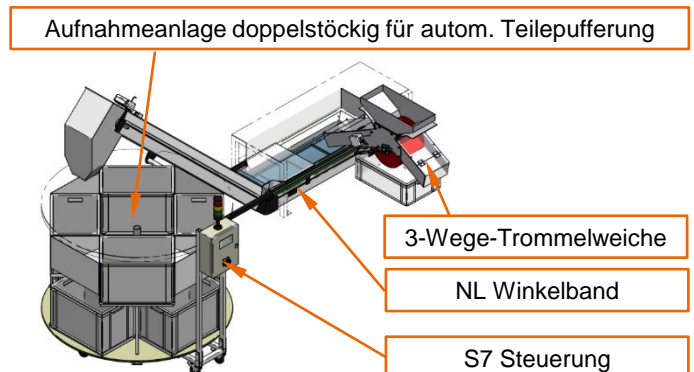 Aufnahmeanlage doppelstöckig für autom. Teilepufferung
3-Wege-Trommelweiche
NL Winkelband
S7 Steuerung